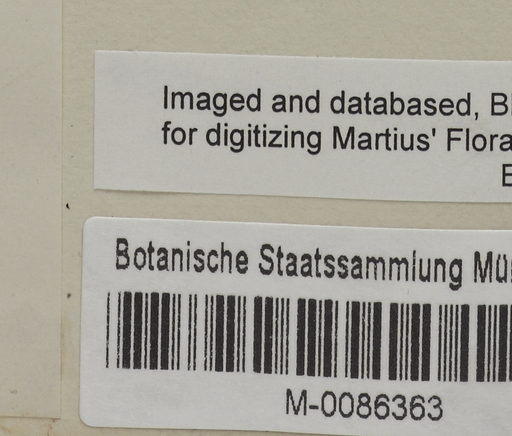 Imaged and databased,
for digitizing Martius' Flora
Botanische Staatssammlung
M-0086363